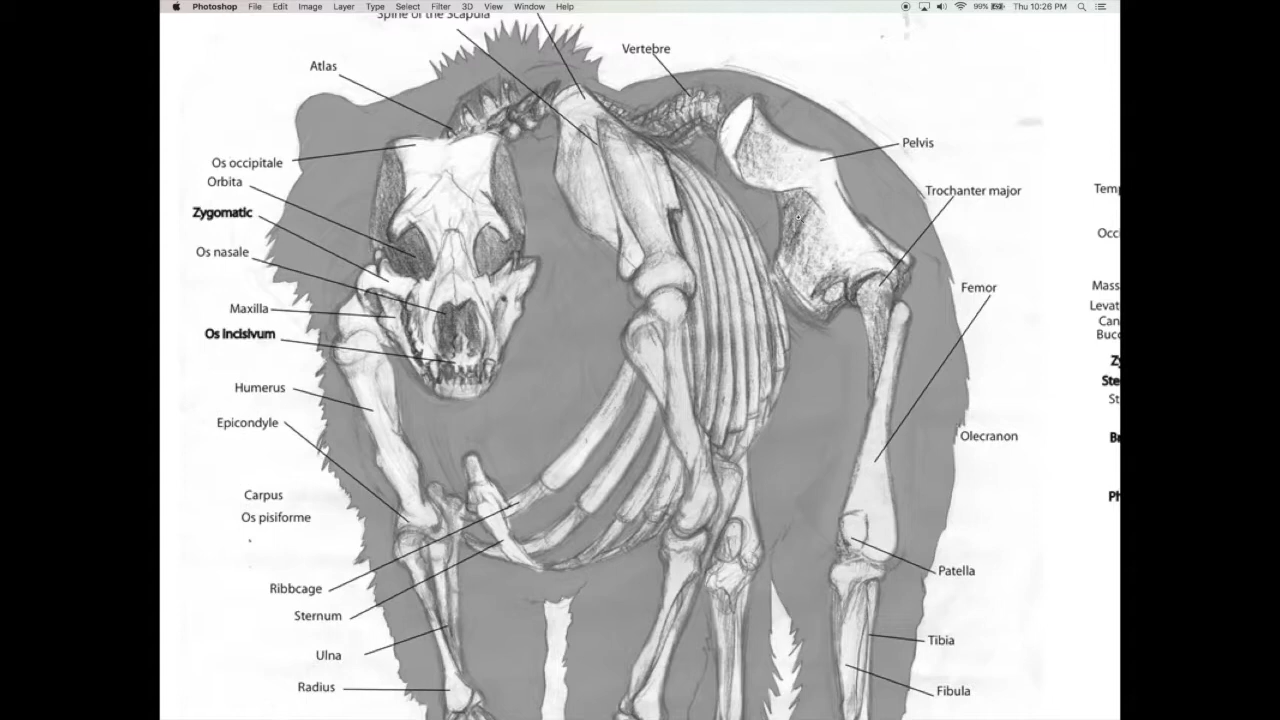 Photoshop File Edit Image Layer Type Select Filter 3D View Window Help 99% Thu 10:26 PM
Spine of the Scapula
Vertebre
Atlas
Pelvis
Os occipitale
Orbita
Trochanter major
Zygomatic
Os nasale
Femor
Maxilla
Os incisivum
Humerus
Epicondyle
Olecranon
Carpus
Os pisiforme
Patella
Ribbcage
Sternum
Tibia
Ulna
Radius
Fibula